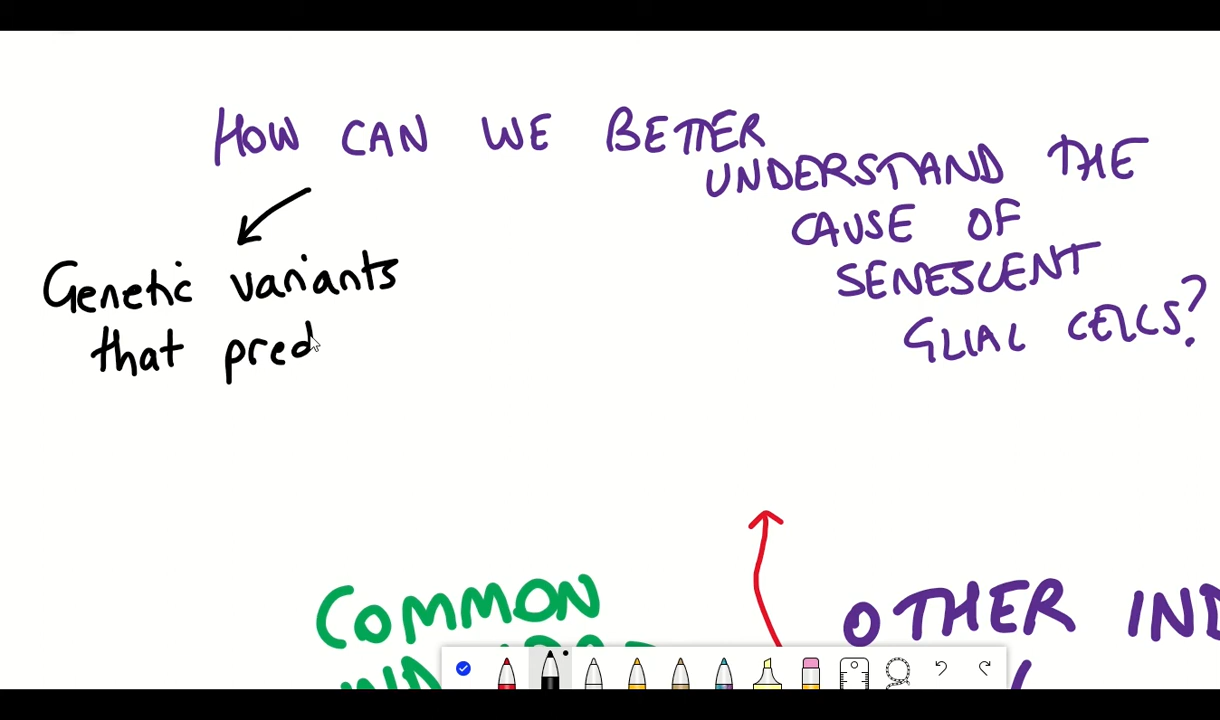 HOW CAN WE BETTER
UNDERSTAND THE
CAUSE OF
SENESCENT
GLIAL CELLS?
Genetic variants
that pred
COMMON
OTHER IND